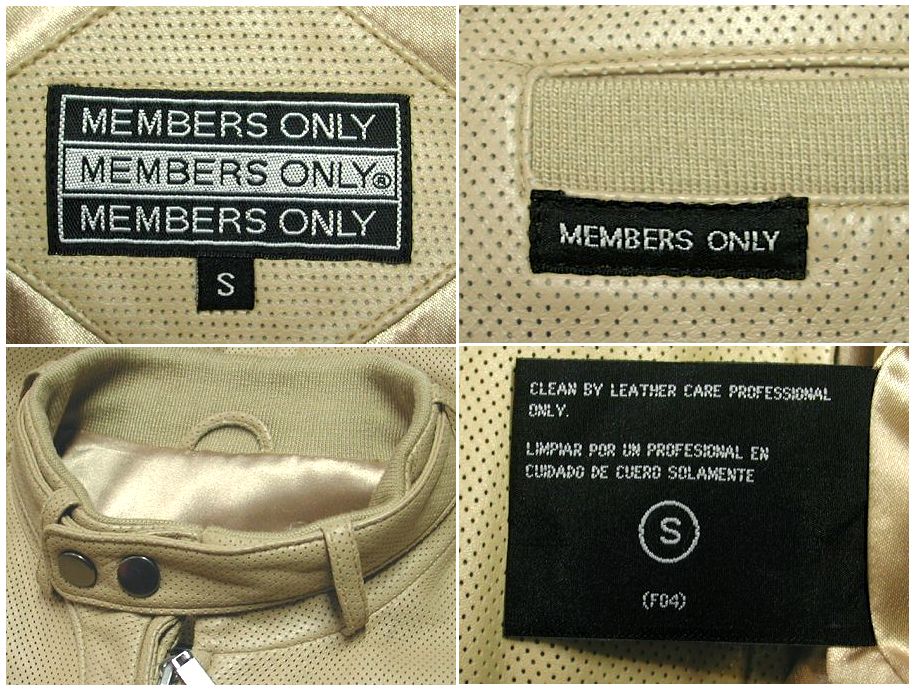 MEMBERS ONLY
MEMBERS ONLY®
MEMBERS ONLY
S
MEMBERS ONLY
CLEAN BY LEATHER CARE PROFESSIONAL
ONLY.
LIMPIAR POR UN PROFESIONAL EN
CUIDADO DE CUERO SOLAMENTE
S
(F04)